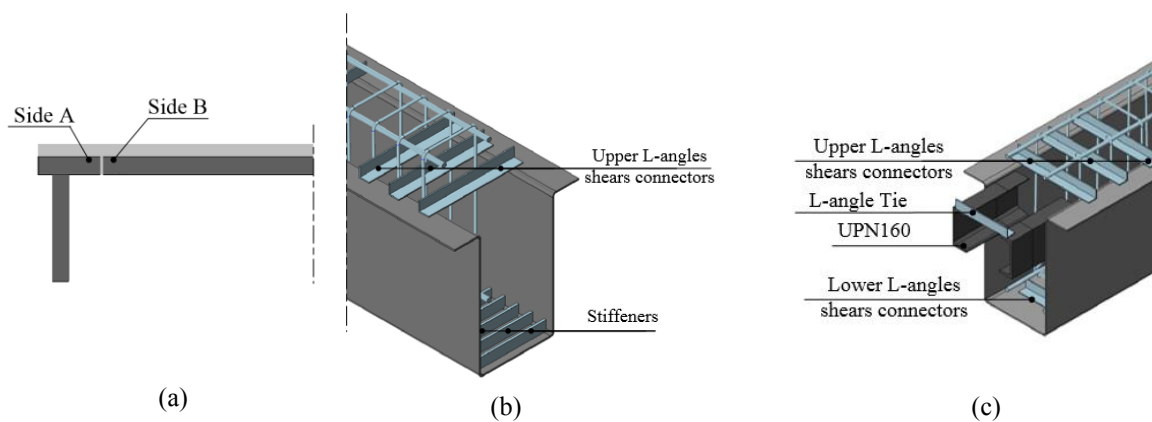 Side A
Side B
(a)
Upper L-angles
shears connectors
Stiffeners
(b)
Upper L-angles
shears connectors
L-angle Tie
UPN160
Lower L-angles
shears connectors
(c)